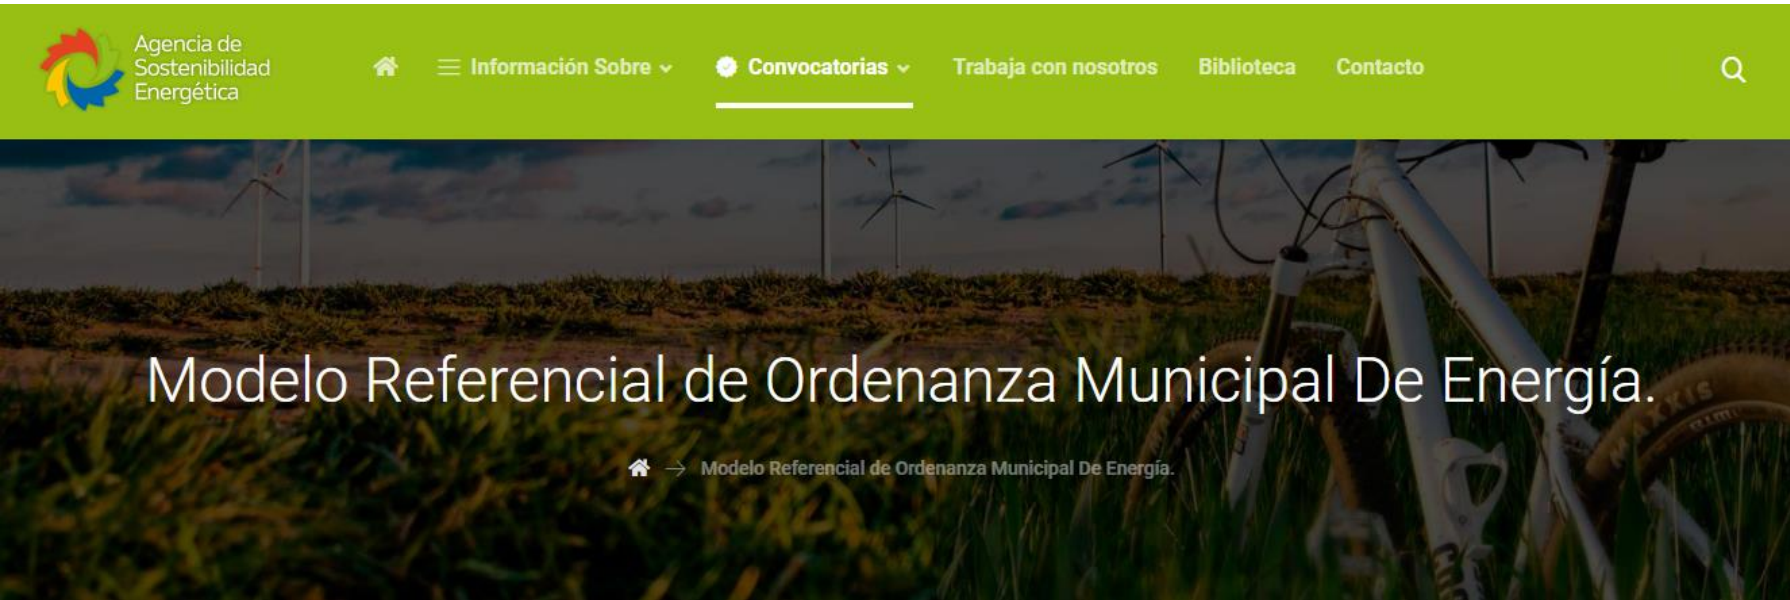 Agencia de
Sostenibilidad
Energética
Información Sobre
Convocatorias
Trabaja con nosotros
Biblioteca
Contacto
Modelo Referencial de Ordenanza Municipal De Energía.
Modelo Referencial de Ordenanza Municipal De Energía.
MAXXIS